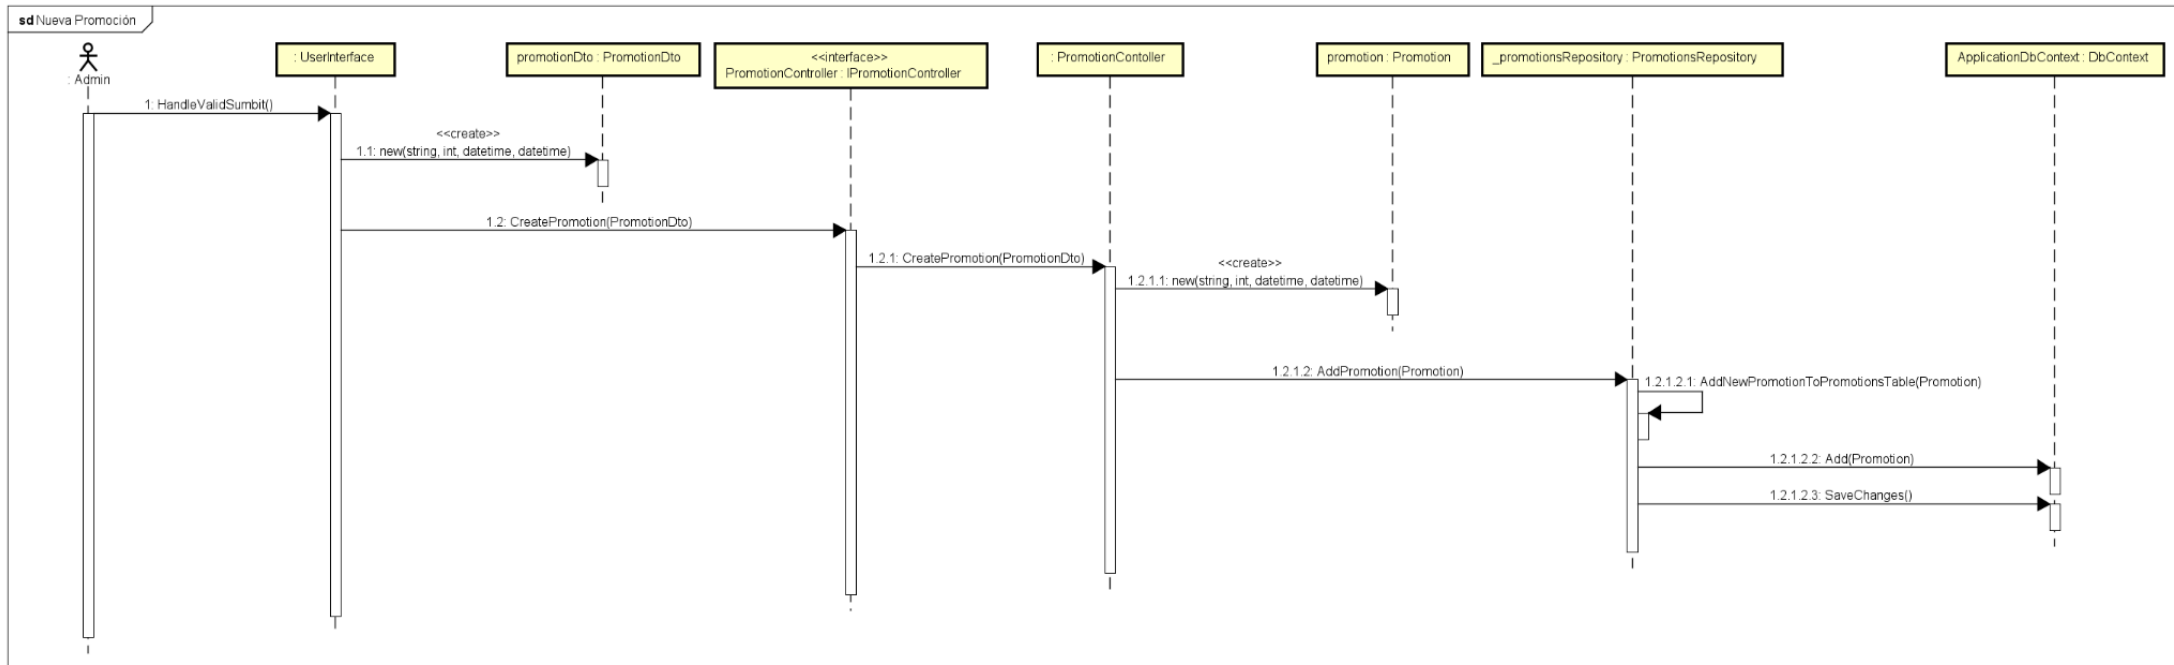 sd Nueva Promoción
: Admin
: UserInterface
promotionDto : PromotionDto
<<interface>>
PromotionController : IPromotionController
: PromotionContoller
promotion : Promotion
_promotionsRepository : PromotionsRepository
ApplicationDbContext : DbContext
1: HandleValidSumbit()
<<create>>
1.1: new(string, int, datetime, datetime)
1.2: CreatePromotion(PromotionDto)
1.2.1: CreatePromotion(PromotionDto)
<<create>>
1.2.1.1: new(string, int, datetime, datetime)
1.2.1.2: AddPromotion(Promotion)
1.2.1.2.1: AddNewPromotionToPromotionsTable(Promotion)
1.2.1.2.2: Add(Promotion)
1.2.1.2.3: SaveChanges()